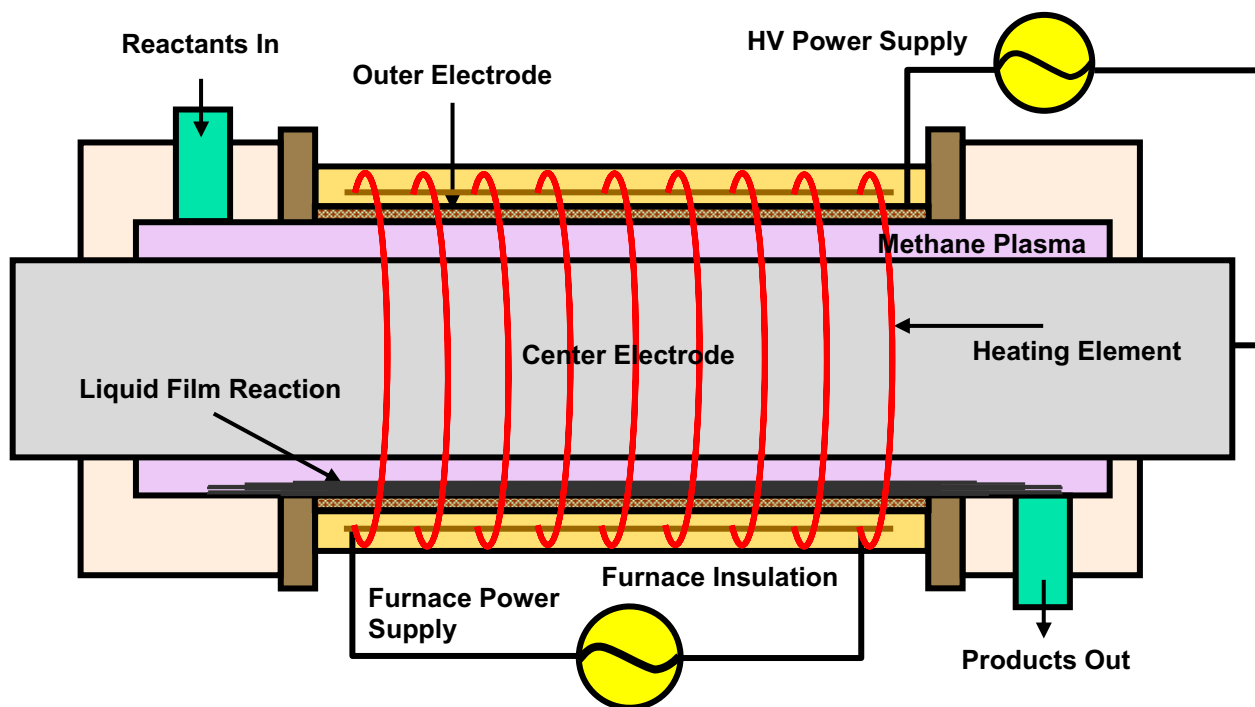 Reactants In
HV Power Supply
Outer Electrode
Methane Plasma
Center Electrode
Heating Element
Liquid Film Reaction
Furnace Insulation
Furnace Power
Supply
Products Out